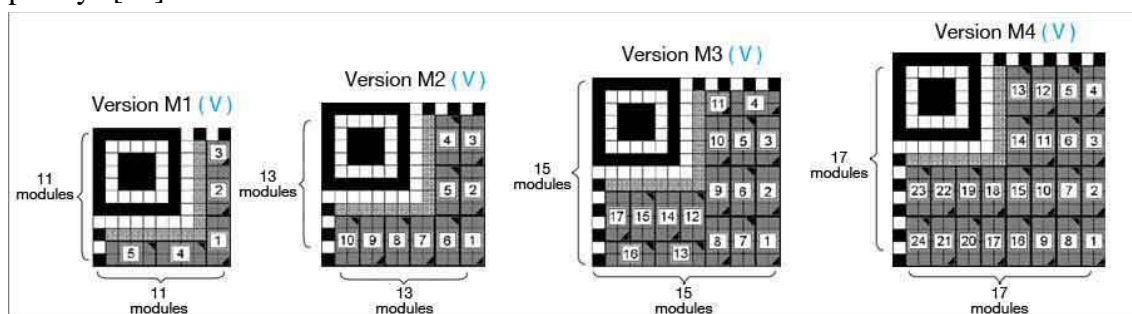 Version M1 (V)
11
modules
3
2
1
5 4
11
modules
Version M2 (V)
13
modules
4 3
5 2
10 9 8 7 6 1
13
modules
Version M3 (V)
15
modules
11 4
10 5 3
9 6 2
17 15 14 12
8 7 1
16 13
15
modules
Version M4 (V)
17
modules
13 12 5 4
14 11 6 3
23 22 19 18 15 10 7 2
24 21 20 17 16 9 8 1
17
modules